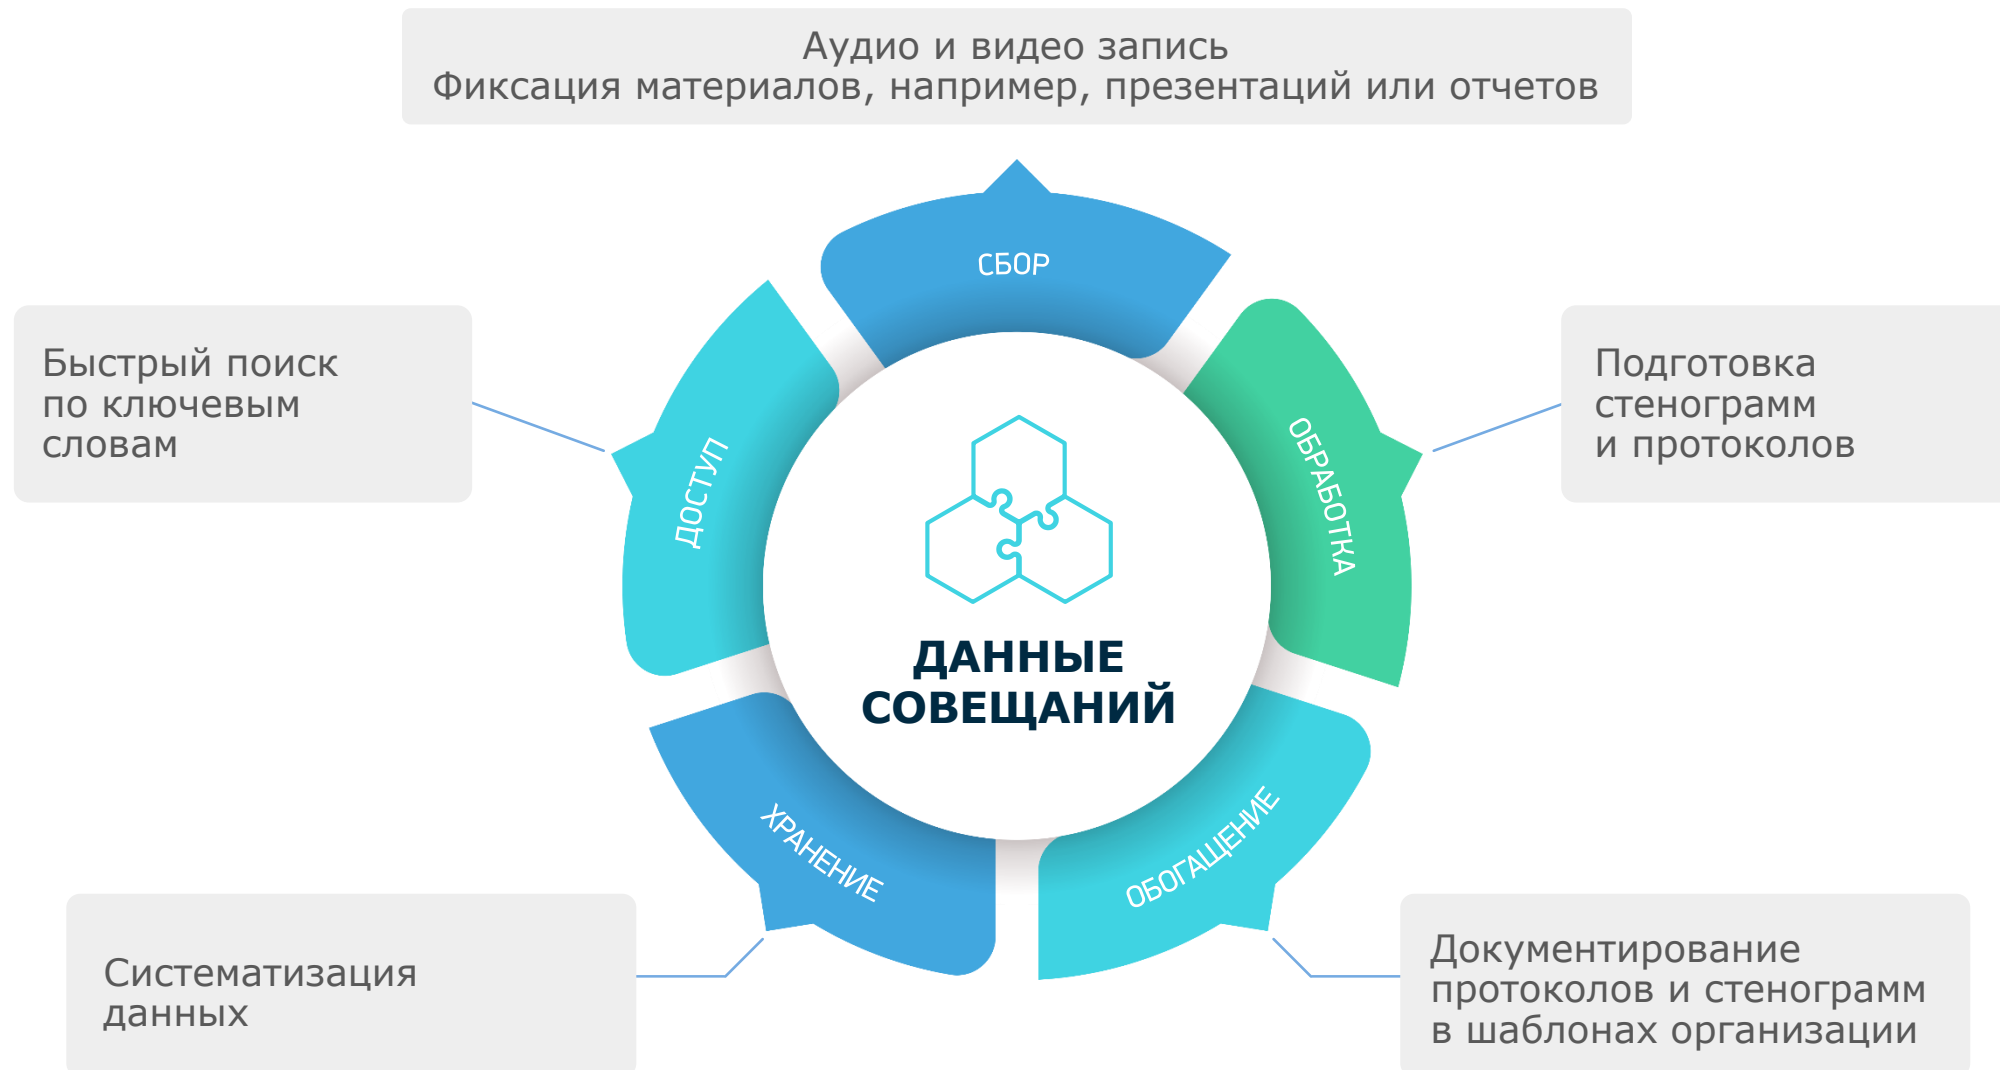 Аудио и видео запись
Фиксация материалов, например, презентаций или отчетов
СБОР
Быстрый поиск
по ключевым
словам
ДОСТУП
ОБРАБОТКА
Подготовка
стенограмм
и протоколов
ДАННЫЕ
СОВЕЩАНИЙ
ХРАНЕНИЕ
ОБОГАЩЕНИЕ
Систематизация
данных
Документирование
протоколов и стенограмм
в шаблонах организации